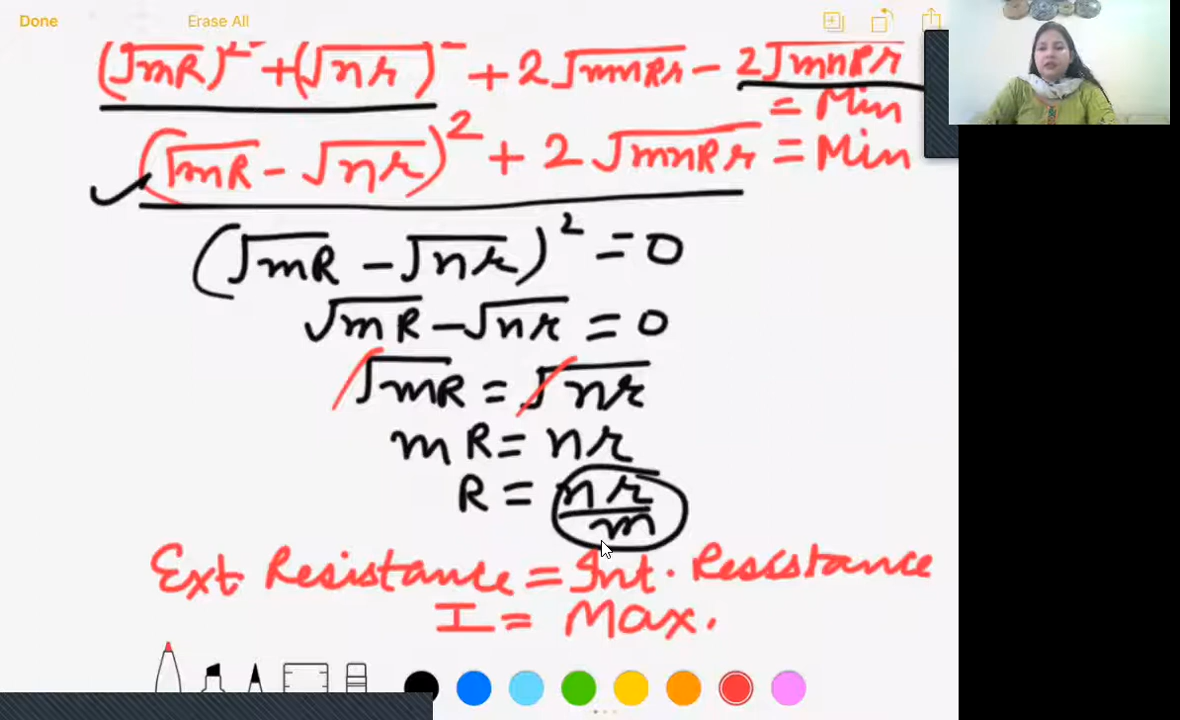 Done Erase All
(√mR)² + (√nr)² + 2√mnRr − 2√mnRr
= Min
(√mR − √nr)² + 2√mnRr = Min
(√mR − √nr)² = 0
√mR − √nr = 0
√mR = √nr
mR = nr
R = nr/m
Ext Resistance = Int. Resistance
I = Max.